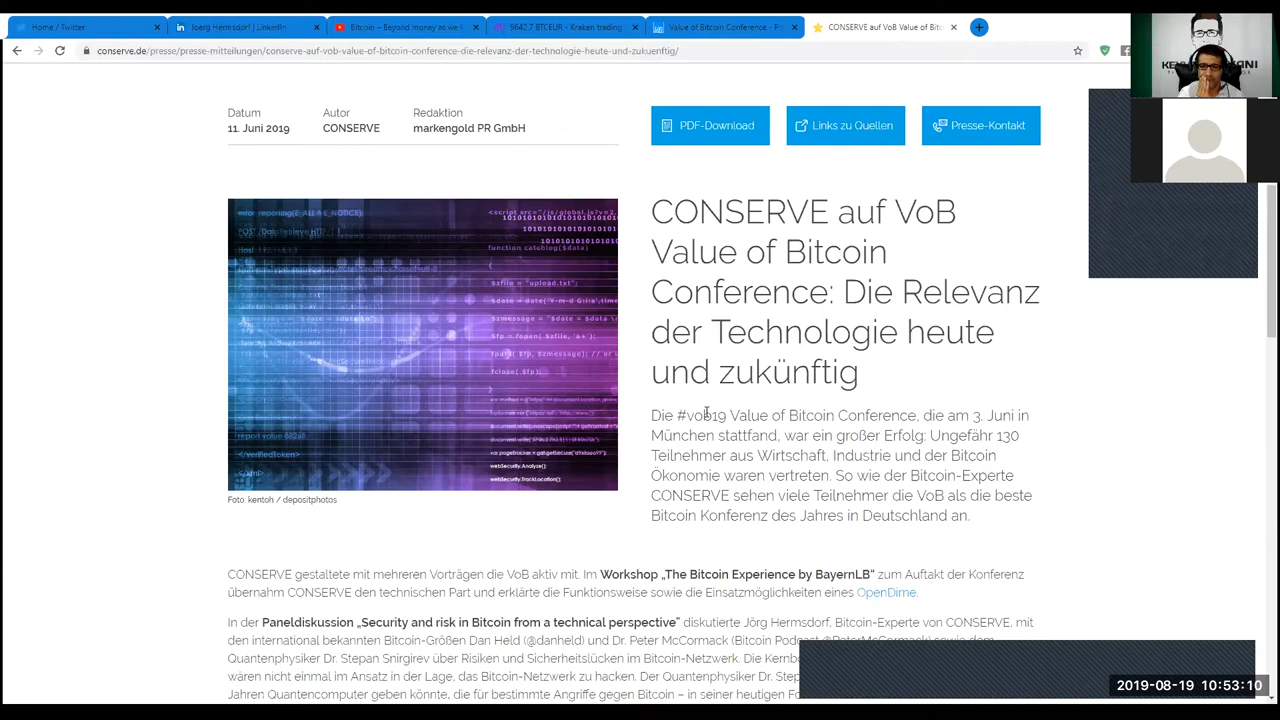 Home / Twitter
Joerg Hermsdorf | LinkedIn
Bitcoin – Beyond money as we
9642.7 BTCEUR - Kraken trading
Value of Bitcoin Conference - P
CONSERVE auf VoB Value of Bitc
conserve.de/presse/presse-mitteilungen/conserve-auf-vob-value-of-bitcoin-conference-die-relevanz-der-technologie-heute-und-zukuenftig/
Datum Autor Redaktion
11. Juni 2019 CONSERVE markengold PR GmbH
PDF-Download Links zu Quellen Presse-Kontakt
CONSERVE auf VoB
Value of Bitcoin
Conference: Die Relevanz
der Technologie heute
und zukünftig
Die #vob19 Value of Bitcoin Conference, die am 3. Juni in
München stattfand, war ein großer Erfolg: Ungefähr 130
Teilnehmer aus Wirtschaft, Industrie und der Bitcoin
Ökonomie waren vertreten. So wie der Bitcoin-Experte
CONSERVE sehen viele Teilnehmer die VoB als die beste
Bitcoin Konferenz des Jahres in Deutschland an.
Foto: kentoh / depositphotos
CONSERVE gestaltete mit mehreren Vorträgen die VoB aktiv mit. Im Workshop „The Bitcoin Experience by BayernLB“ zum Auftakt der Konferenz
übernahm CONSERVE den technischen Part und erklärte die Funktionsweise sowie die Einsatzmöglichkeiten eines OpenDime.
In der Paneldiskussion „Security and risk in Bitcoin from a technical perspective“ diskutierte Jörg Hermsdorf, Bitcoin-Experte von CONSERVE, mit
den international bekannten Bitcoin-Größen Dan Held (@danheld) und Dr. Peter McCormack (Bitcoin Podcast @PeterMcCormack) sowie dem
Quantenphysiker Dr. Stepan Snirgirev über Risiken und Sicherheitslücken im Bitcoin-Netzwerk. Die Kernb
wären nicht einmal im Ansatz in der Lage, das Bitcoin-Netzwerk zu hacken. Der Quantenphysiker Dr. Step
Jahren Quantencomputer geben könnte, die für bestimmte Angriffe gegen Bitcoin – in seiner heutigen Fo
2019-08-19 10:53:10